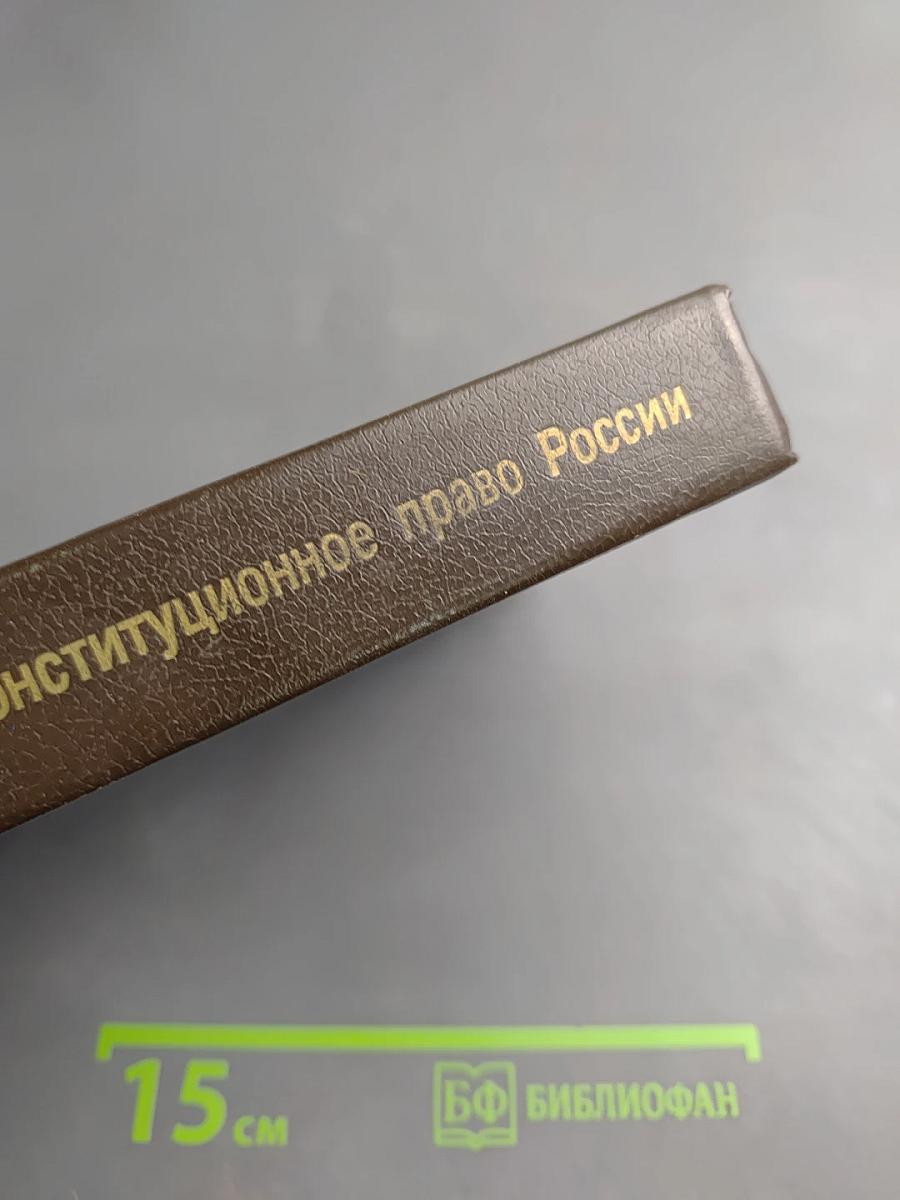 онституционное право России
15 см
БФ БИБЛИОФАН